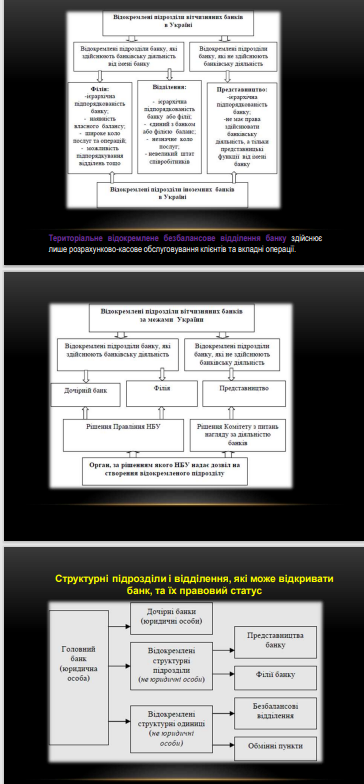 Відокремлені підрозділи вітчизняних банків
в Україні
Відокремлені підрозділи банку, які
здійснюють банківську діяльність
від імені банку
Відокремлені підрозділи
банку, які не здійснюють
банківську діяльність
Філія:
-ієрархічна
підпорядкованість
банку;
- наявність
власного балансу;
- широке коло
послуг та операцій;
- можливість
підпорядкування
відділень тощо
Відділення:
- ієрархічна
підпорядкованість
банку або філії;
- єдиний з банком
або філією баланс;
- незначне коло
послуг;
- невеликий штат
співробітників
Представництво:
-ієрархічна
підпорядкованість
банку;
-не має права
здійснювати
банківську
діяльність, а тільки
представницькі
функції від імені
банку
Відокремлені підрозділи іноземних банків
в Україні
Територіальне відокремлене безбалансове відділення банку здійснює
лише розрахунково-касове обслуговування клієнтів та вкладні операції.
Відокремлені підрозділи вітчизняних банків
за межами України
Відокремлені підрозділи банку, які
здійснюють банківську діяльність
Відокремлені підрозділи
банку, які не здійснюють
банківську діяльність
Дочірній банк
Філія
Представництво
Рішення Правління НБУ
Рішення Комітету з питань
нагляду за діяльністю
банків
Орган, за рішенням якого НБУ надає дозвіл на
створення відокремленого підрозділу
Структурні підрозділи і відділення, які може відкривати
банк, та їх правовий статус
Головний
банк
(юридична
особа)
Дочірні банки
(юридичні особи)
Відокремлені
структурні
підрозділи
(не юридичні особи)
Відокремлені
структурні одиниці
(не юридичні
особи)
Представництва
банку
Філії банку
Безбалансові
відділення
Обмінні пункти